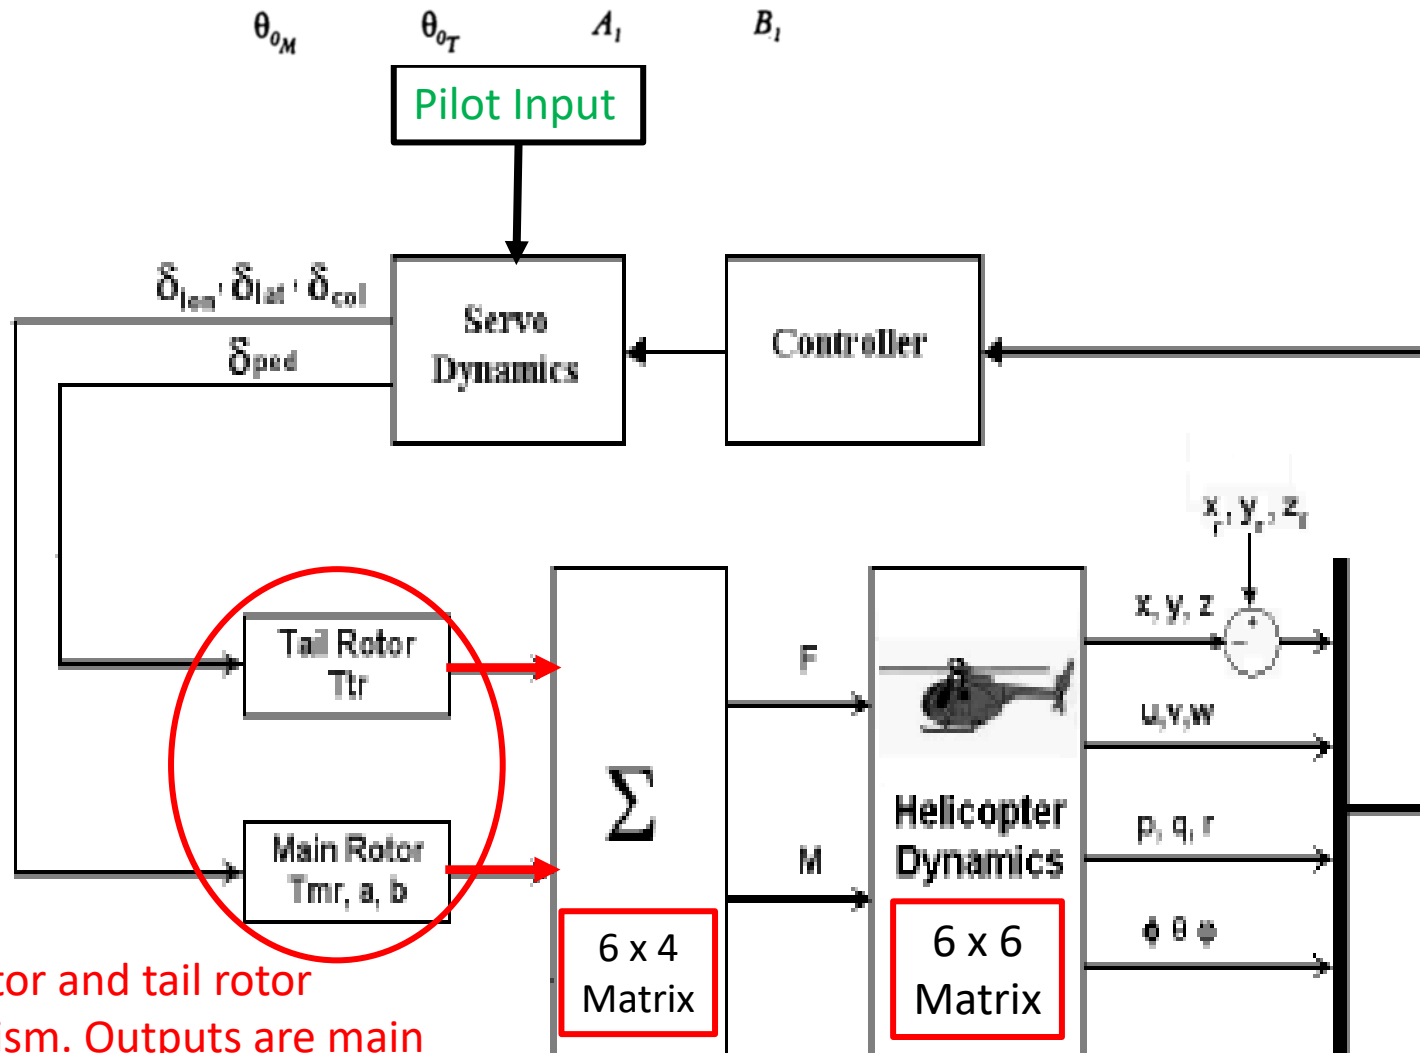 θ₀M θ₀T A₁ B₁
Pilot Input
δlon, δlat, δcol
δped
Servo
Dynamics
Controller
xr, yr, zr
Tail Rotor
Ttr
Main Rotor
Tmr, a, b
Σ
F
M
6 x 4
Matrix
Helicopter
Dynamics
6 x 6
Matrix
x, y, z
+
−
u,v,w
p, q, r
ϕ θ φ
tor and tail rotor
ism. Outputs are main